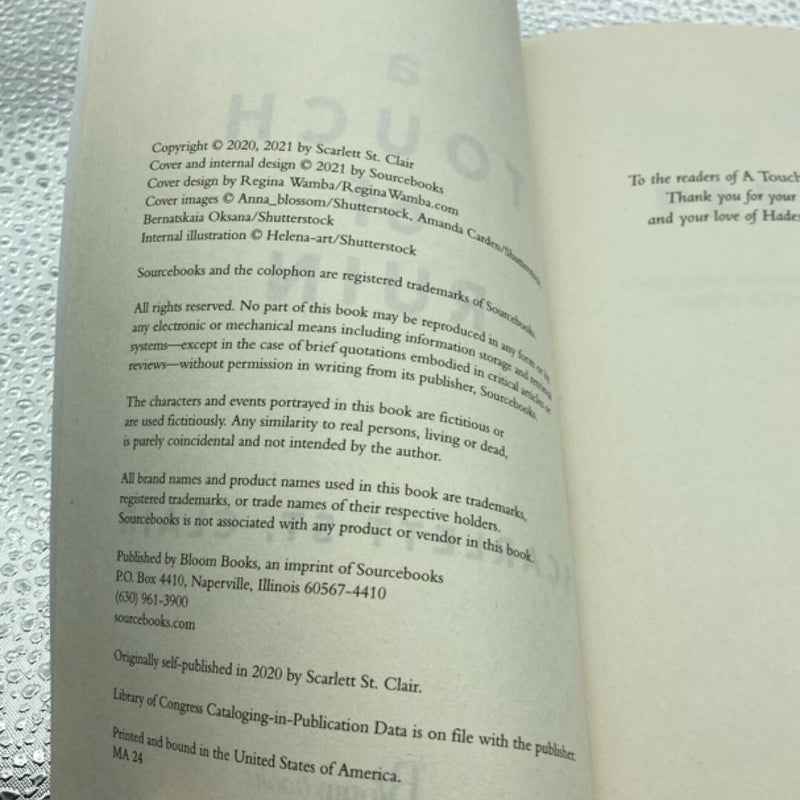 Copyright © 2020, 2021 by Scarlett St. Clair
Cover and internal design © 2021 by Sourcebooks
Cover design by Regina Wamba/ReginaWamba.com
Cover images © Anna_blossom/Shutterstock, Amanda Carden/Shutterstock,
Bernatskaia Oksana/Shutterstock
Internal illustration © Helena-art/Shutterstock
Sourcebooks and the colophon are registered trademarks of Sourcebooks.
All rights reserved. No part of this book may be reproduced in any form or by
any electronic or mechanical means including information storage and retrieval
systems—except in the case of brief quotations embodied in critical articles or
reviews—without permission in writing from its publisher, Sourcebooks.
The characters and events portrayed in this book are fictitious or
are used fictitiously. Any similarity to real persons, living or dead,
is purely coincidental and not intended by the author.
All brand names and product names used in this book are trademarks,
registered trademarks, or trade names of their respective holders.
Sourcebooks is not associated with any product or vendor in this book.
Published by Bloom Books, an imprint of Sourcebooks
P.O. Box 4410, Naperville, Illinois 60567-4410
(630) 961-3900
sourcebooks.com
Originally self-published in 2020 by Scarlett St. Clair.
Library of Congress Cataloging-in-Publication Data is on file with the publisher.
Printed and bound in the United States of America.
MA 24
To the readers of A Touch
Thank you for your
and your love of Hades